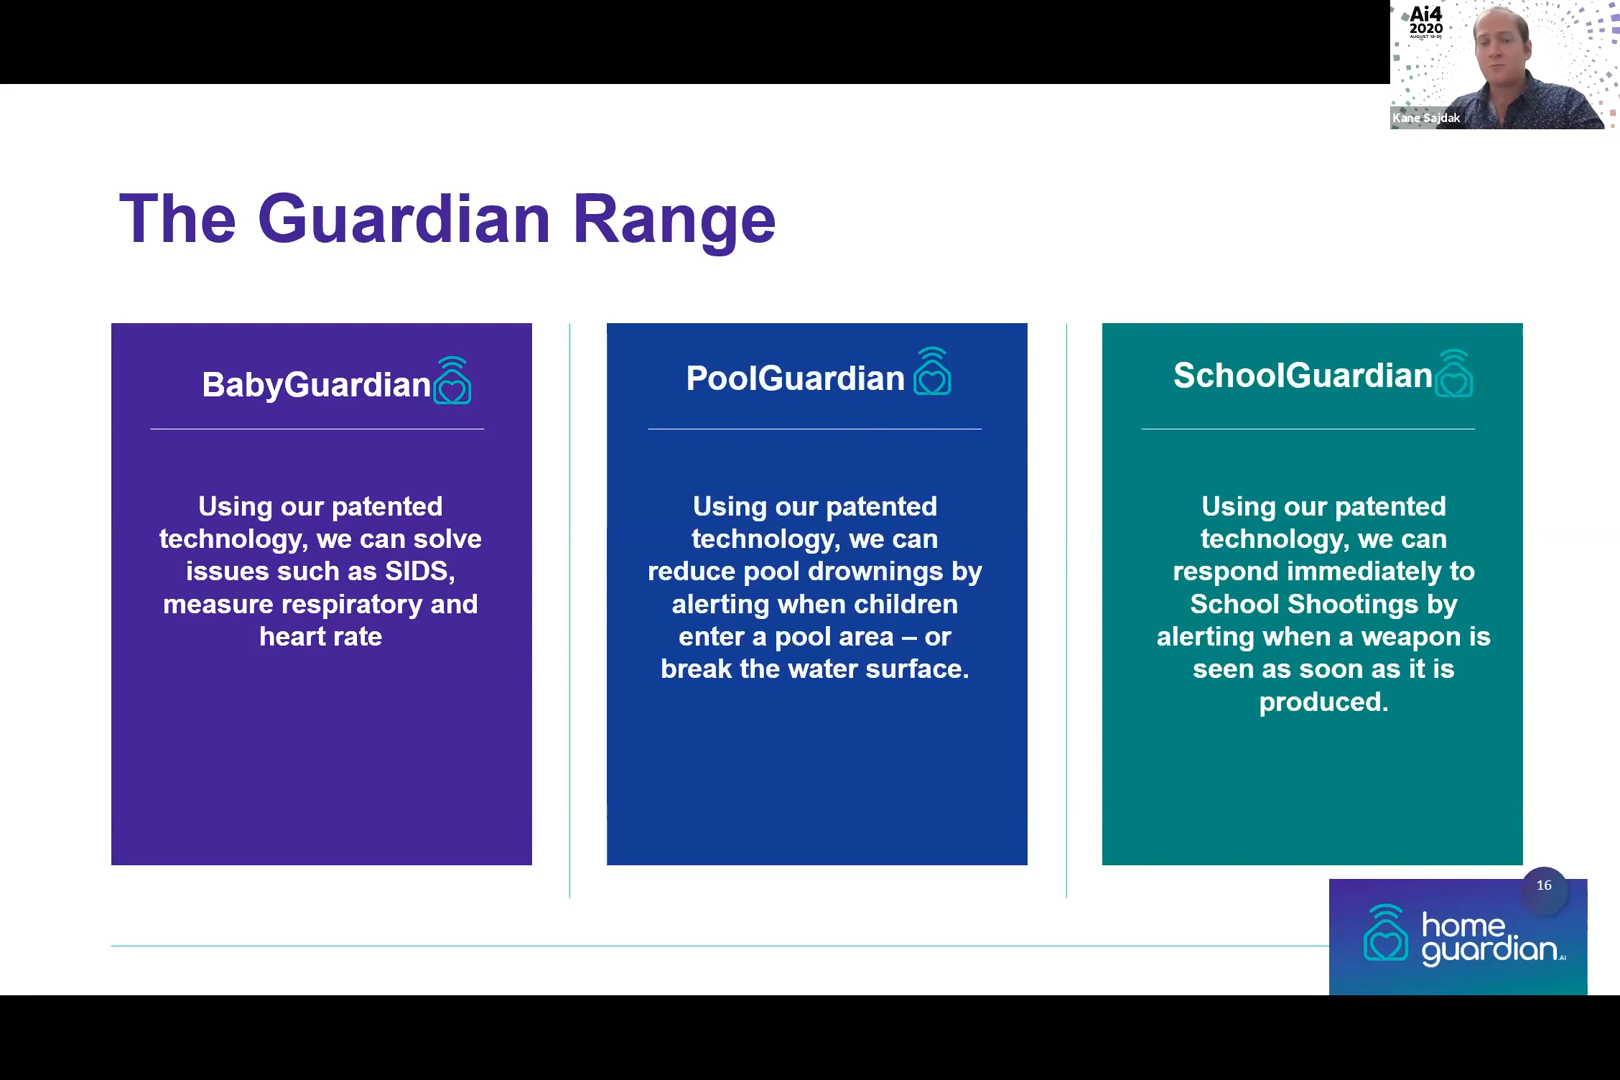 Ai4
2020
AUGUST 18-20
Kane Sajdak
The Guardian Range
BabyGuardian
Using our patented
technology, we can solve
issues such as SIDS,
measure respiratory and
heart rate
PoolGuardian
Using our patented
technology, we can
reduce pool drownings by
alerting when children
enter a pool area – or
break the water surface.
SchoolGuardian
Using our patented
technology, we can
respond immediately to
School Shootings by
alerting when a weapon is
seen as soon as it is
produced.
16
home
guardian.AI